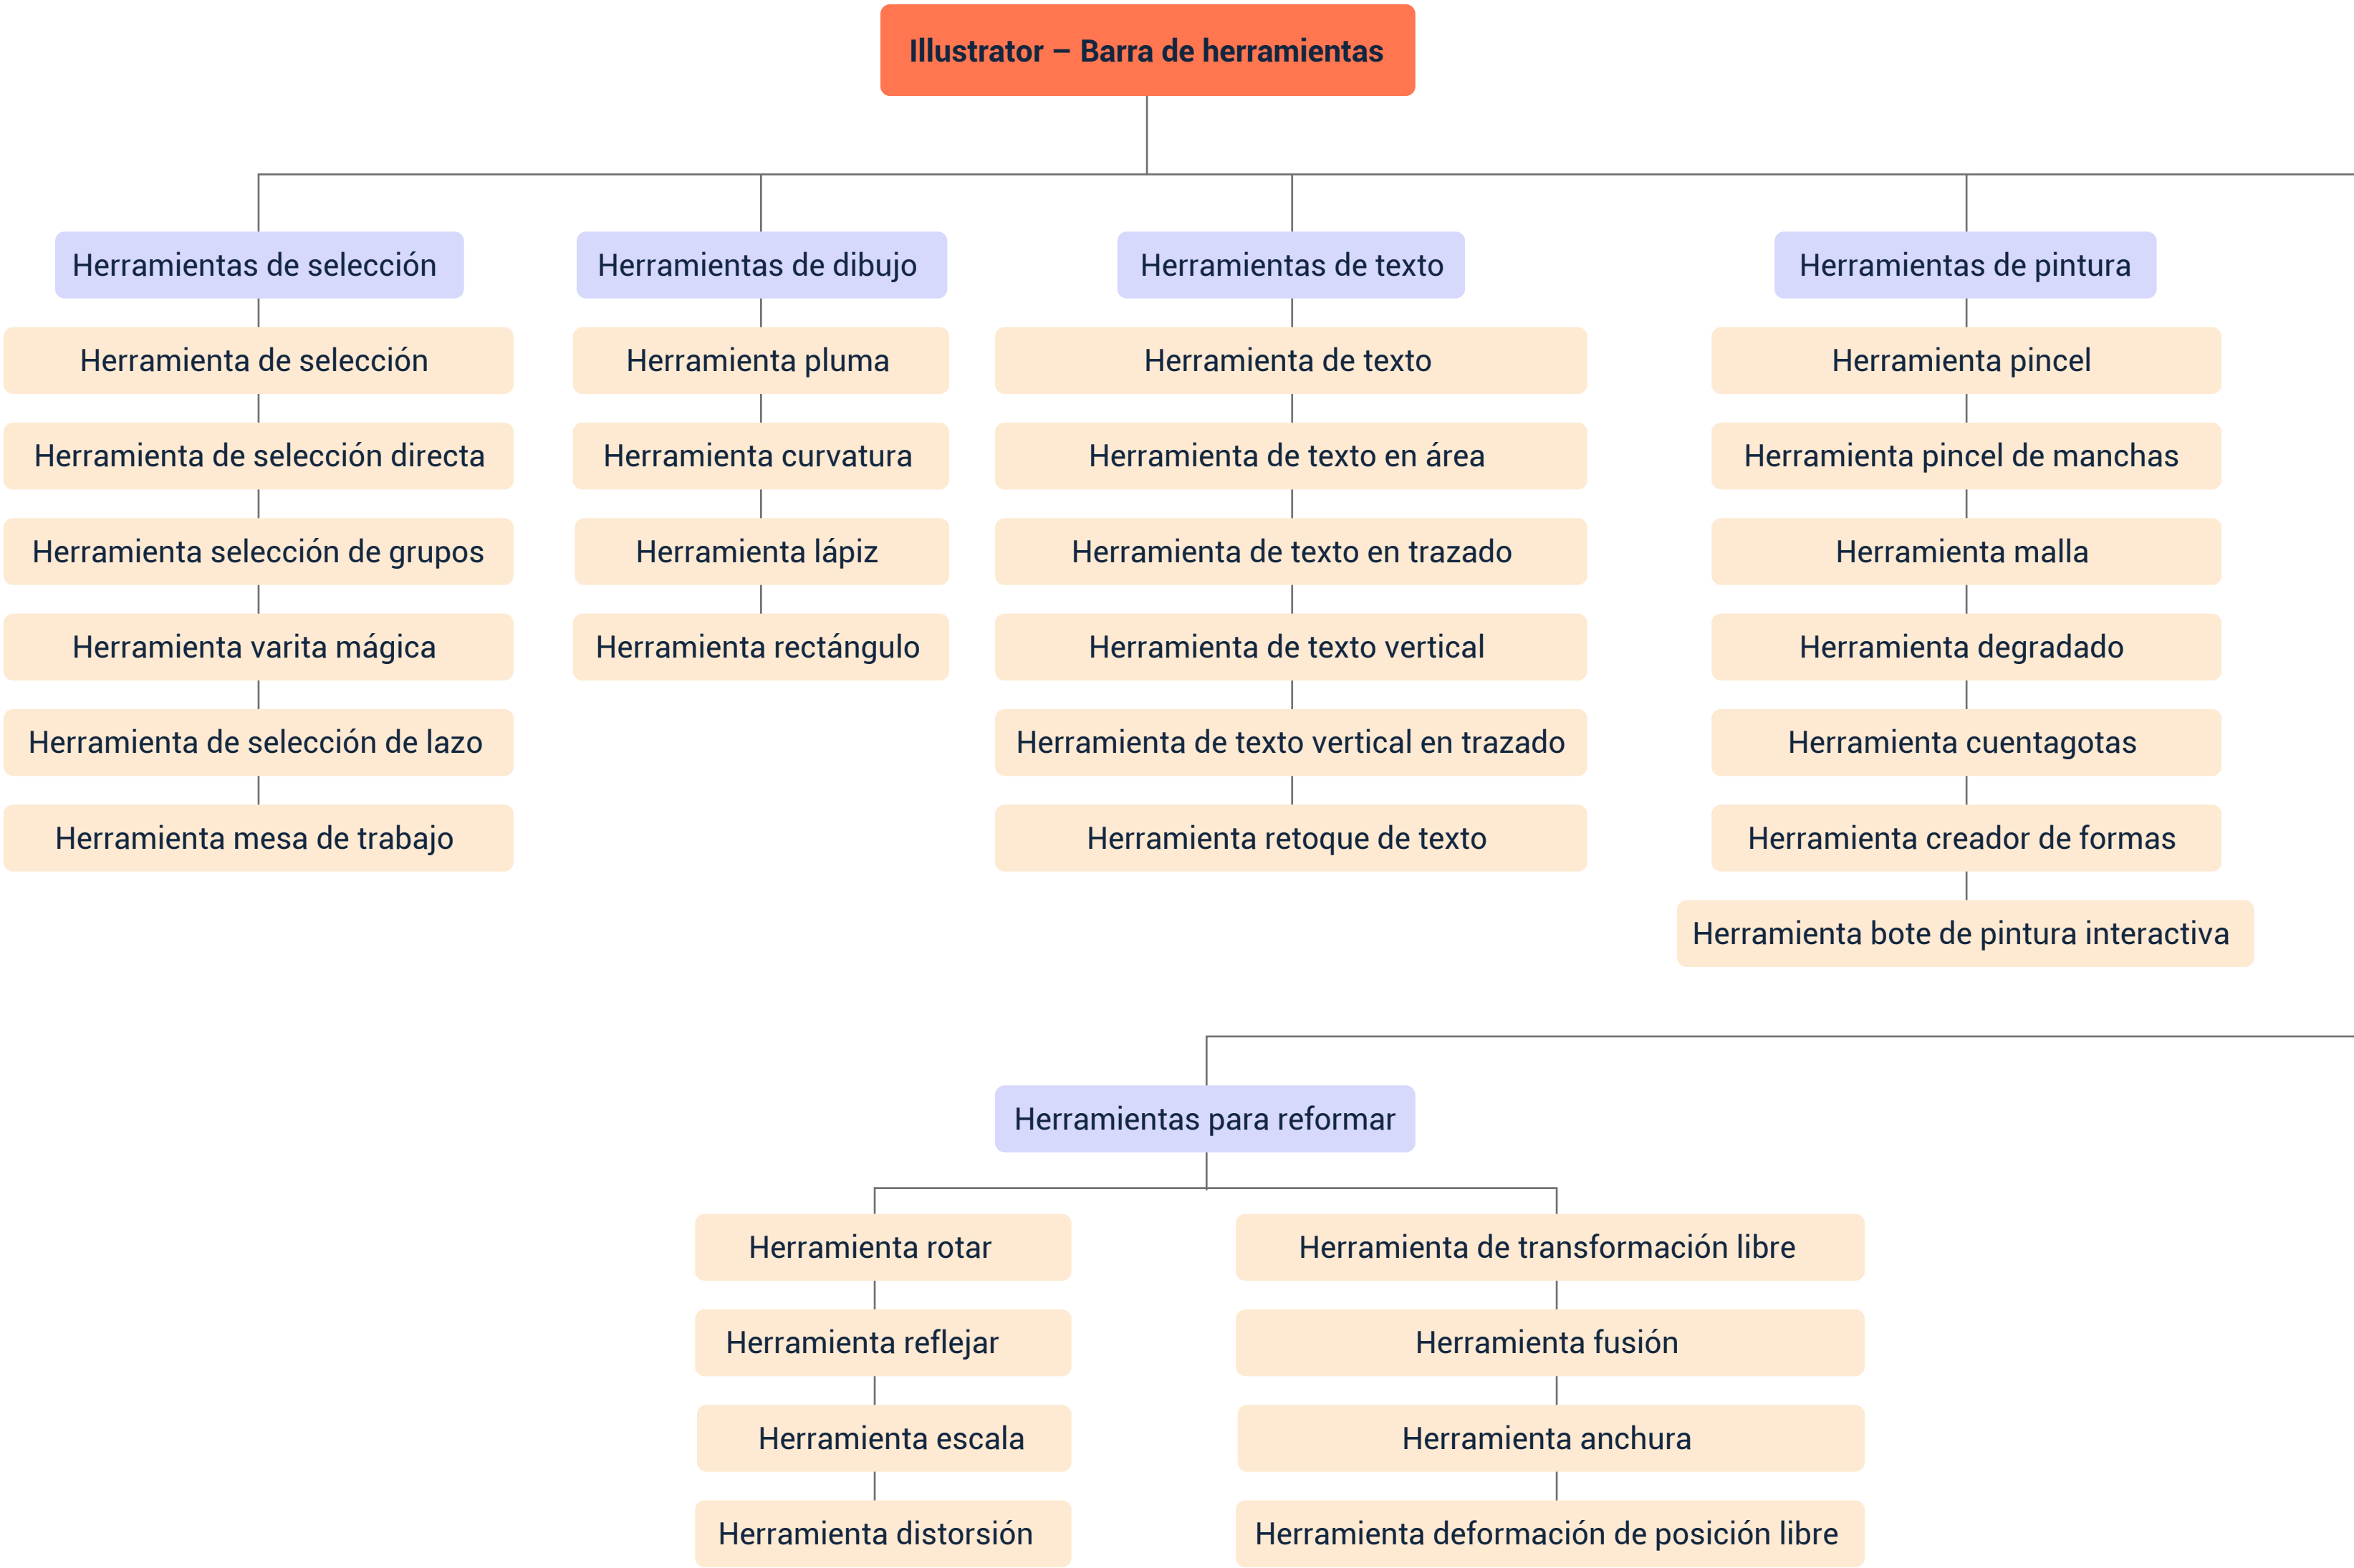 Illustrator – Barra de herramientas
Herramientas de selección
Herramienta de selección
Herramienta de selección directa
Herramienta selección de grupos
Herramienta varita mágica
Herramienta de selección de lazo
Herramienta mesa de trabajo
Herramientas de dibujo
Herramienta pluma
Herramienta curvatura
Herramienta lápiz
Herramienta rectángulo
Herramientas de texto
Herramienta de texto
Herramienta de texto en área
Herramienta de texto en trazado
Herramienta de texto vertical
Herramienta de texto vertical en trazado
Herramienta retoque de texto
Herramientas de pintura
Herramienta pincel
Herramienta pincel de manchas
Herramienta malla
Herramienta degradado
Herramienta cuentagotas
Herramienta creador de formas
Herramienta bote de pintura interactiva
Herramientas para reformar
Herramienta rotar
Herramienta reflejar
Herramienta escala
Herramienta distorsión
Herramienta de transformación libre
Herramienta fusión
Herramienta anchura
Herramienta deformación de posición libre